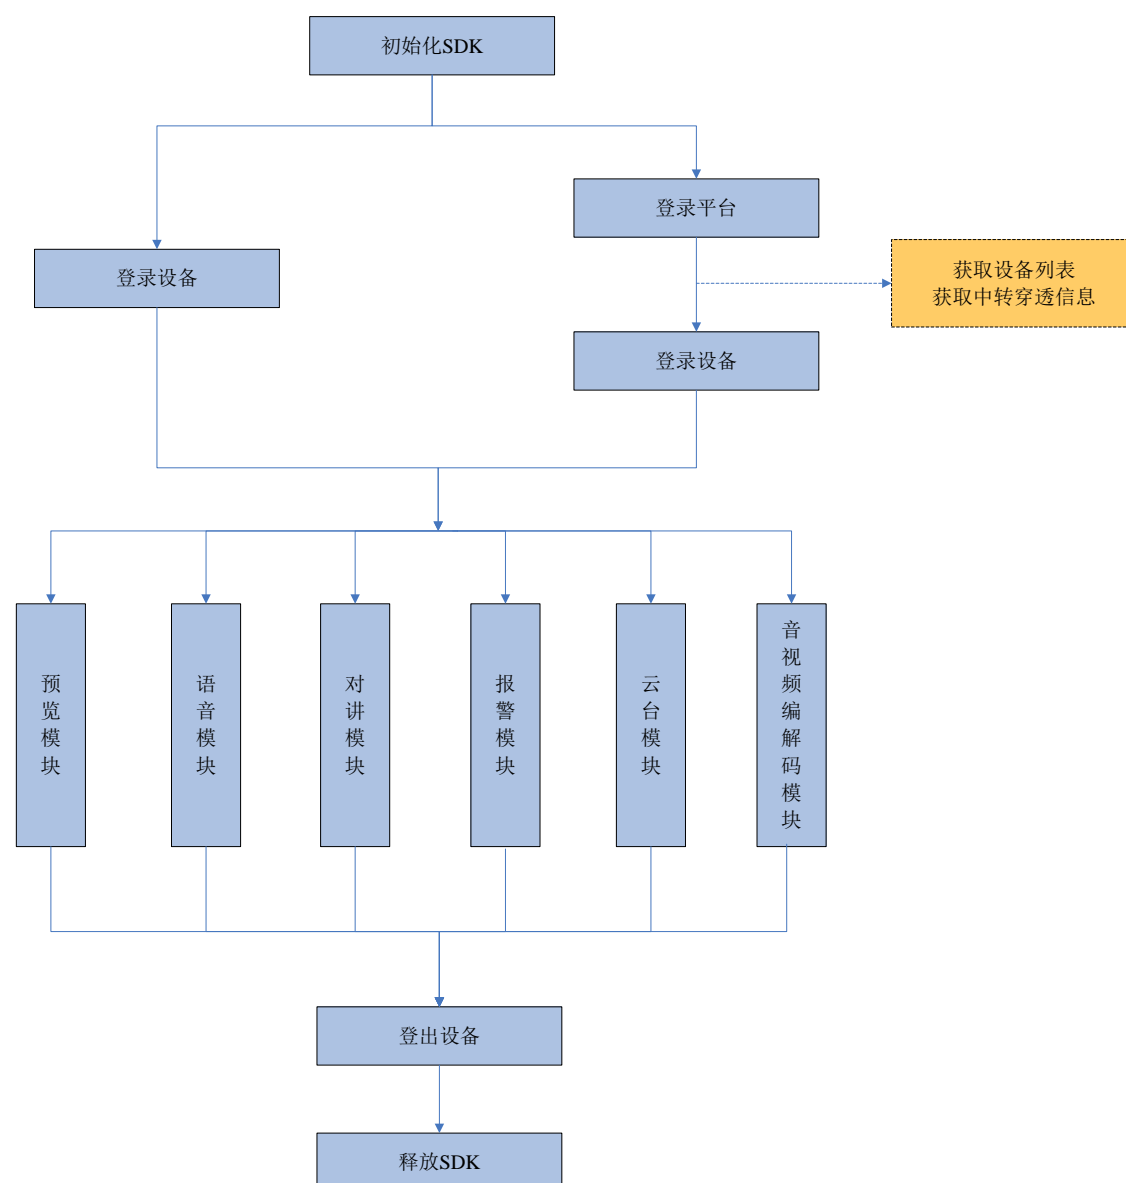 初始化SDK
登录平台
登录设备
获取设备列表
获取中转穿透信息
登录设备
预览模块
语音模块
对讲模块
报警模块
云台模块
音视频编解码模块
登出设备
释放SDK